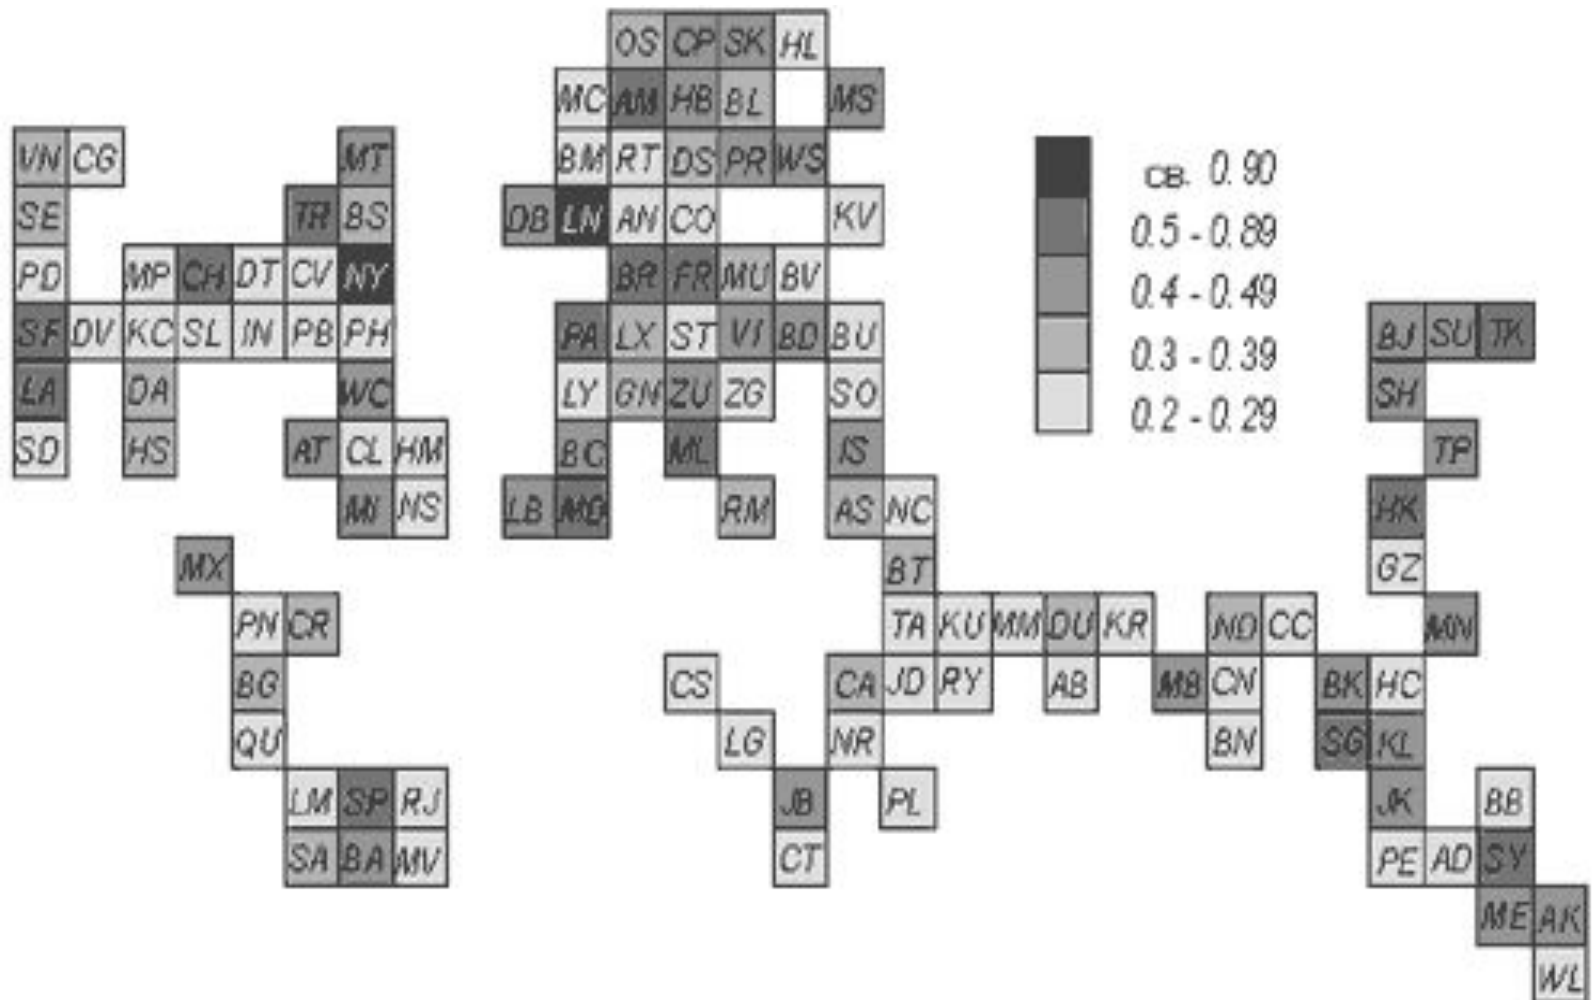 OS CP SK HL
MC AM HB BL MS
VN CG MT BM RT DS PR WS
CB. 0.90
SE TR BS DB LN AN CO KV
0.5 - 0.89
PD MP CH DT CV NY BR FR MU BV
0.4 - 0.49
SF DV KC SL IN PB PH PA LX ST VI BD BU BJ SU TK
0.3 - 0.39
LA DA WC LY GN ZU ZG SO SH
0.2 - 0.29
SD HS AT CL HM BC ML IS TP
MI NS LB MD RM AS NC HK
MX BT GZ
PN CR TA KU MM DU KR ND CC MN
BG CS CA JD RY AB MB CN BK HC
QU LG NR BN SG KL
LM SP RJ JB PL JK BB
SA BA MV CT PE AD SY
ME AK
WL